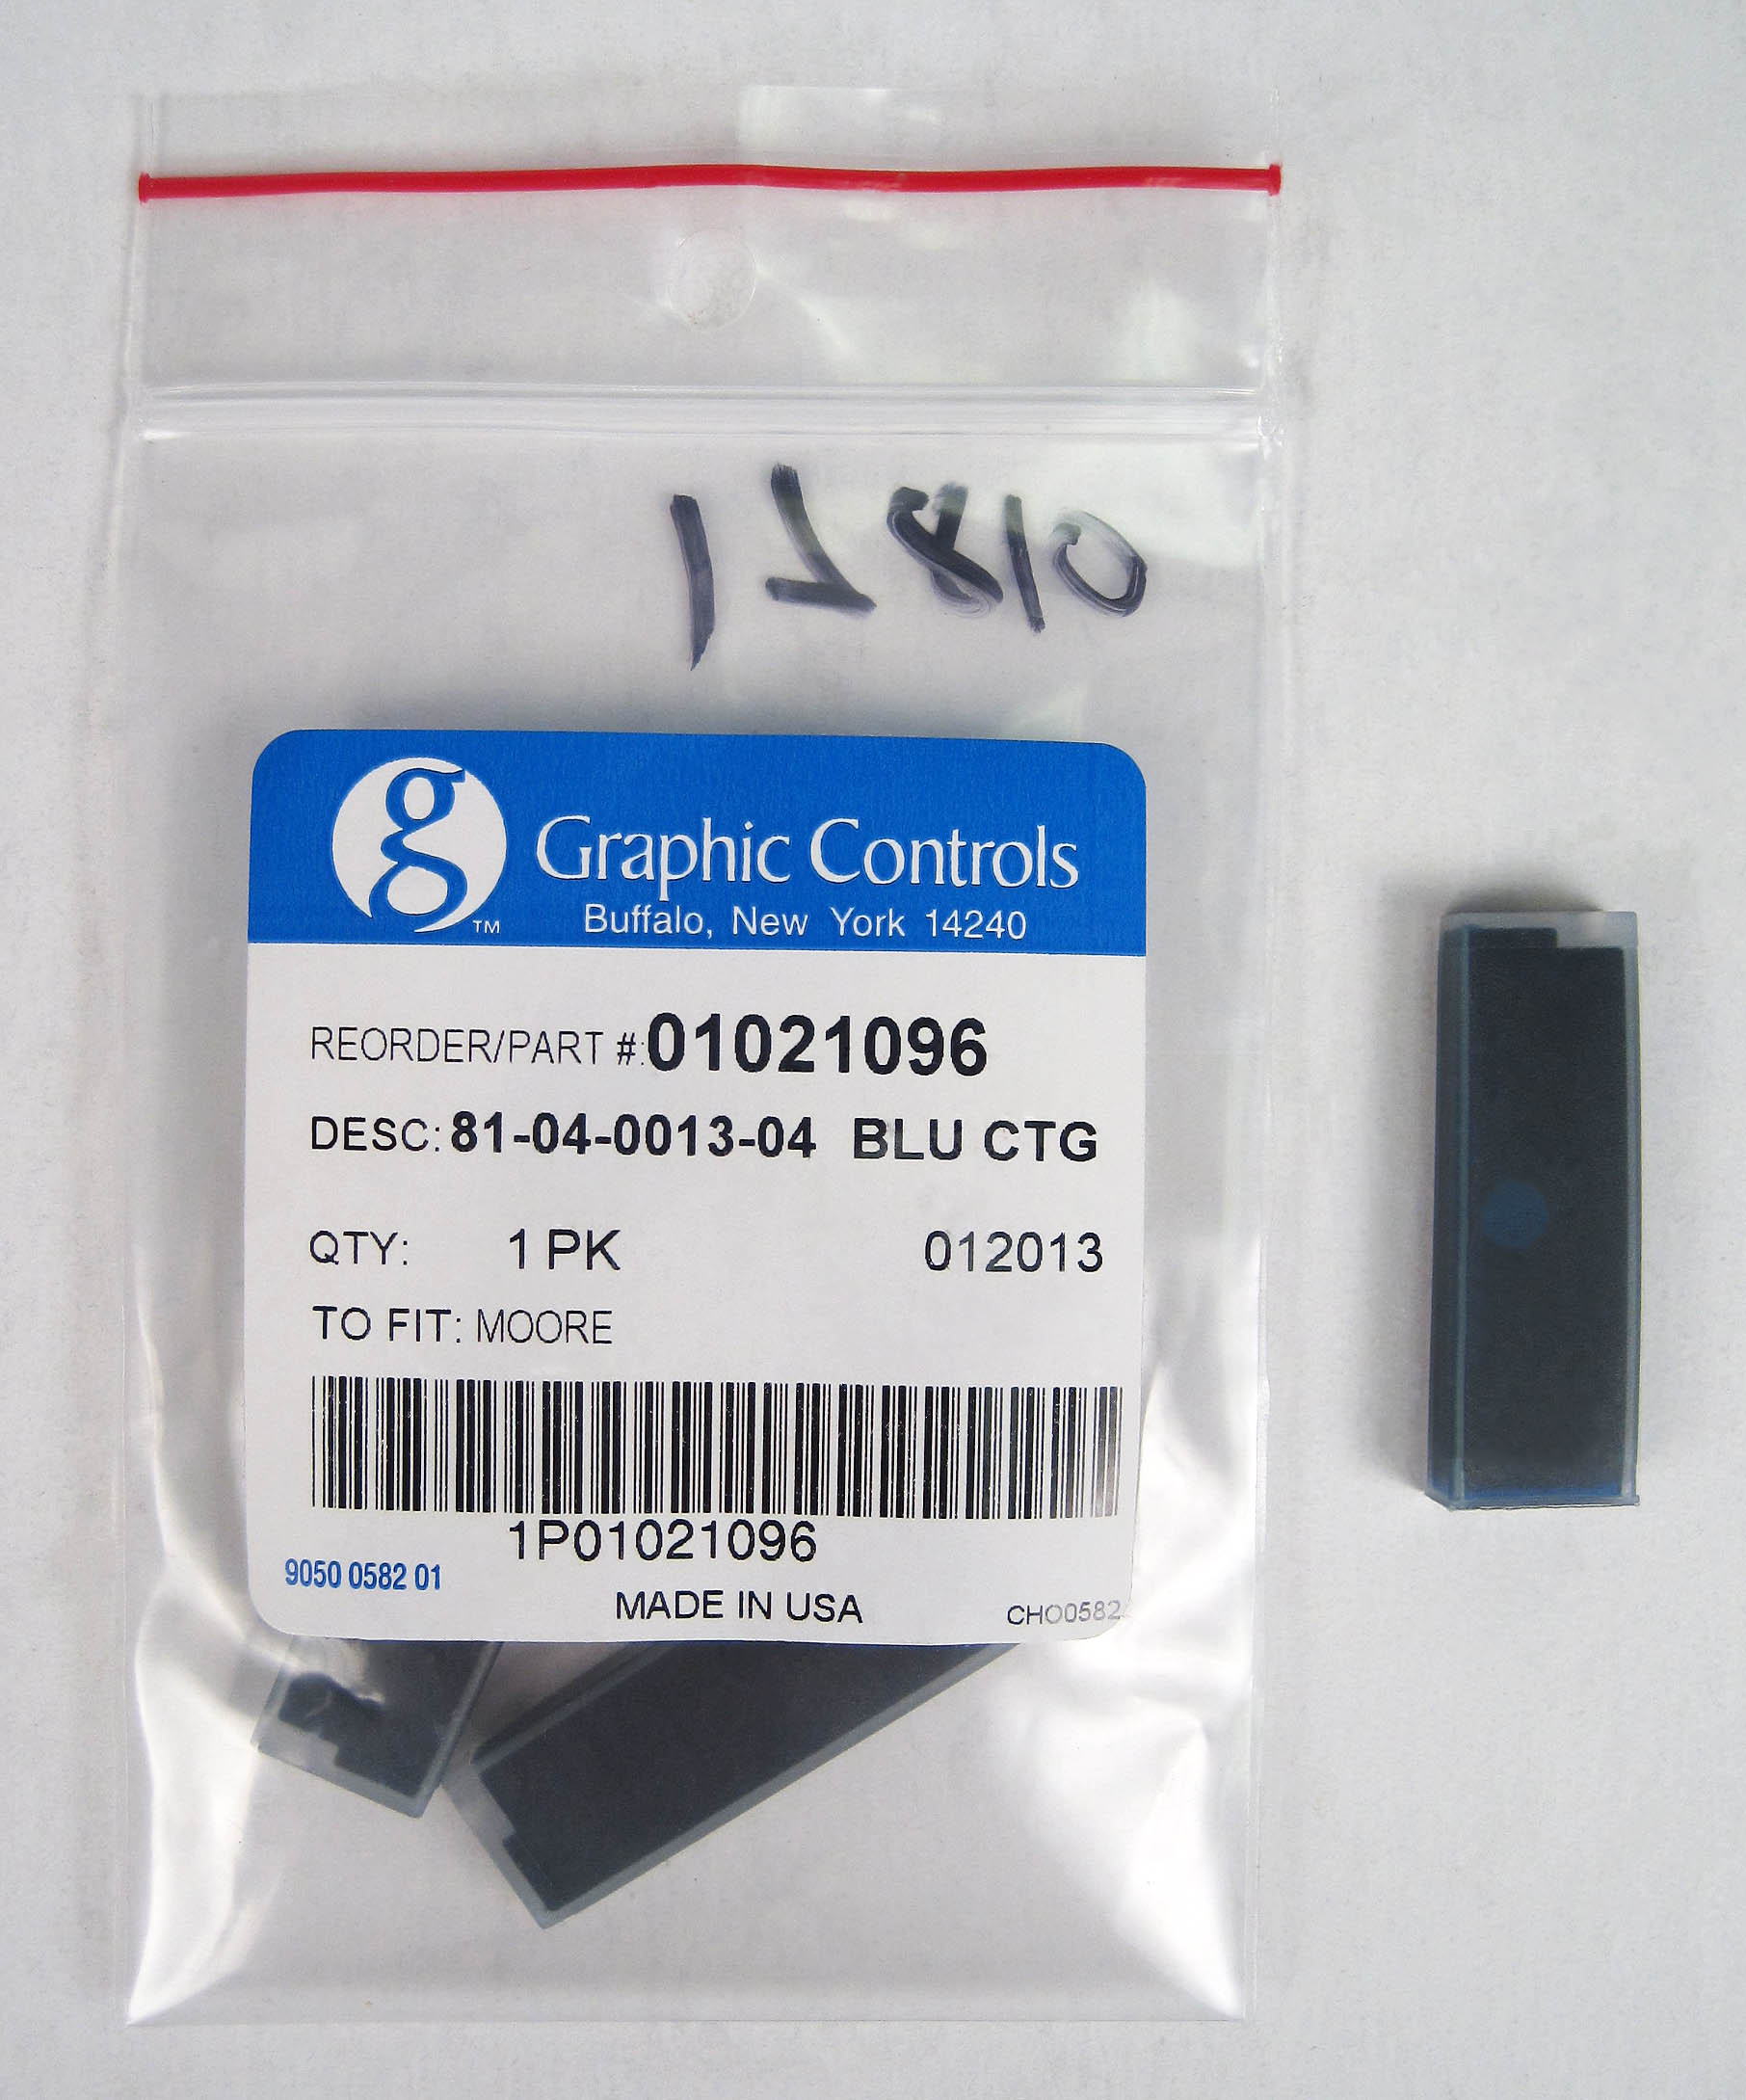 17810
g
Graphic Controls
TM
Buffalo, New York 14240
REORDER/PART #:01021096
DESC: 81-04-0013-04 BLU CTG
QTY: 1 PK 012013
TO FIT: MOORE
1P01021096
9050 0582 01
MADE IN USA
CHO0582